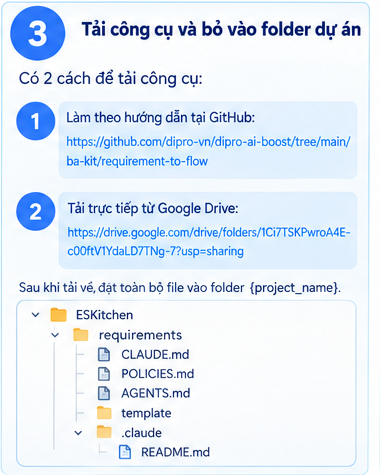 3
Tải công cụ và bỏ vào folder dự án
Có 2 cách để tải công cụ:
1
Làm theo hướng dẫn tại GitHub:
https://github.com/dipro-vn/dipro-ai-boost/tree/main/
ba-kit/requirement-to-flow
2
Tải trực tiếp từ Google Drive:
https://drive.google.com/drive/folders/1Ci7TSKPwroA4E-
c00ftV1YdaLD7TNg-7?usp=sharing
Sau khi tải về, đặt toàn bộ file vào folder {project_name}.
ESKitchen
requirements
CLAUDE.md
POLICIES.md
AGENTS.md
template
.claude
README.md